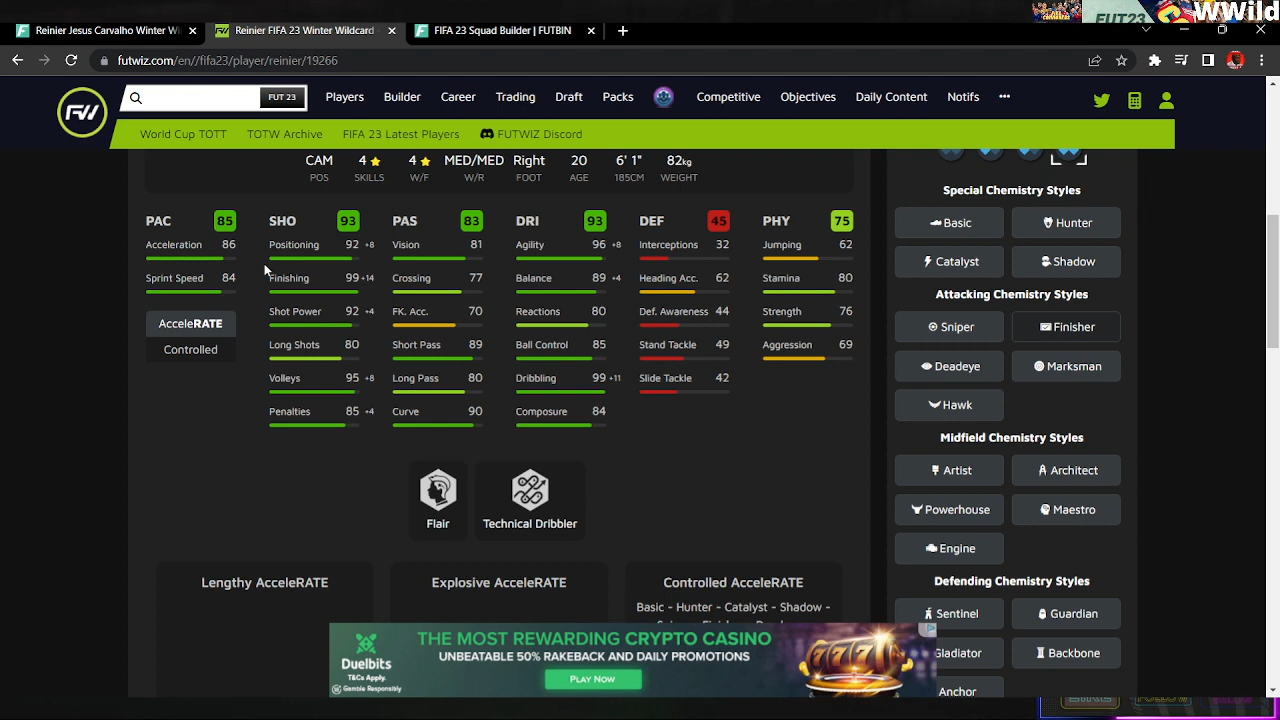 WWild
FUT23
Reinier Jesus Carvalho Winter Wi
Reinier FIFA 23 Winter Wildcard
FIFA 23 Squad Builder | FUTBIN
futwiz.com/en//fifa23/player/reinier/19266
FW
FUT 23
Players
Builder
Career
Trading
Draft
Packs
Competitive
Objectives
Daily Content
Notifs
World Cup TOTT
TOTW Archive
FIFA 23 Latest Players
FUTWIZ Discord
CAM 4 4 MED/MED Right 20 6' 1" 82kg
POS SKILLS W/F W/R FOOT AGE 185CM WEIGHT
PAC 85
Acceleration 86
Sprint Speed 84
AcceleRATE
Controlled
SHO 93
Positioning 92 +8
Finishing 99 +14
Shot Power 92 +4
Long Shots 80
Volleys 95 +8
Penalties 85 +4
PAS 83
Vision 81
Crossing 77
FK. Acc. 70
Short Pass 89
Long Pass 80
Curve 90
DRI 93
Agility 96 +8
Balance 89 +4
Reactions 80
Ball Control 85
Dribbling 99 +11
Composure 84
DEF 45
Interceptions 32
Heading Acc. 62
Def. Awareness 44
Stand Tackle 49
Slide Tackle 42
PHY 75
Jumping 62
Stamina 80
Strength 76
Aggression 69
Flair
Technical Dribbler
Lengthy AcceleRATE
Explosive AcceleRATE
Controlled AcceleRATE
Basic - Hunter - Catalyst - Shadow -
Special Chemistry Styles
Basic
Hunter
Catalyst
Shadow
Attacking Chemistry Styles
Sniper
Finisher
Deadeye
Marksman
Hawk
Midfield Chemistry Styles
Artist
Architect
Powerhouse
Maestro
Engine
Defending Chemistry Styles
Sentinel
Guardian
Gladiator
Backbone
Anchor
Duelbits
T&Cs Apply.
Gamble Responsibly
THE MOST REWARDING CRYPTO CASINO
UNBEATABLE 50% RAKEBACK AND DAILY PROMOTIONS
PLAY NOW